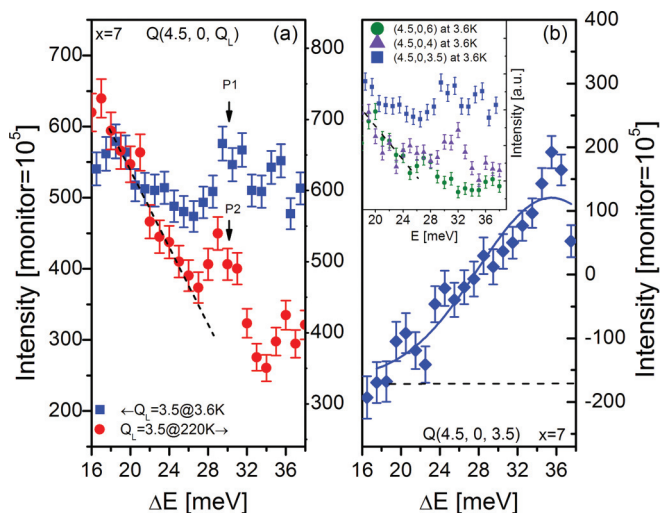 x=7 Q(4.5, 0, Q_L) (a)
P1
P2
←Q_L=3.5@3.6K
Q_L=3.5@220K→
Intensity [monitor=10^5]
700
600
500
400
300
200
800
700
600
500
400
300
16 20 24 28 32 36
ΔE [meV]
(b)
(4.5,0,6) at 3.6K
(4.5,0,4) at 3.6K
(4.5,0,3.5) at 3.6K
Intensity [a.u.]
20 24 28 32 36
E [meV]
Q(4.5, 0, 3.5) x=7
400
300
200
100
0
-100
-200
Intensity [monitor=10^5]
16 20 24 28 32 36
ΔE [meV]